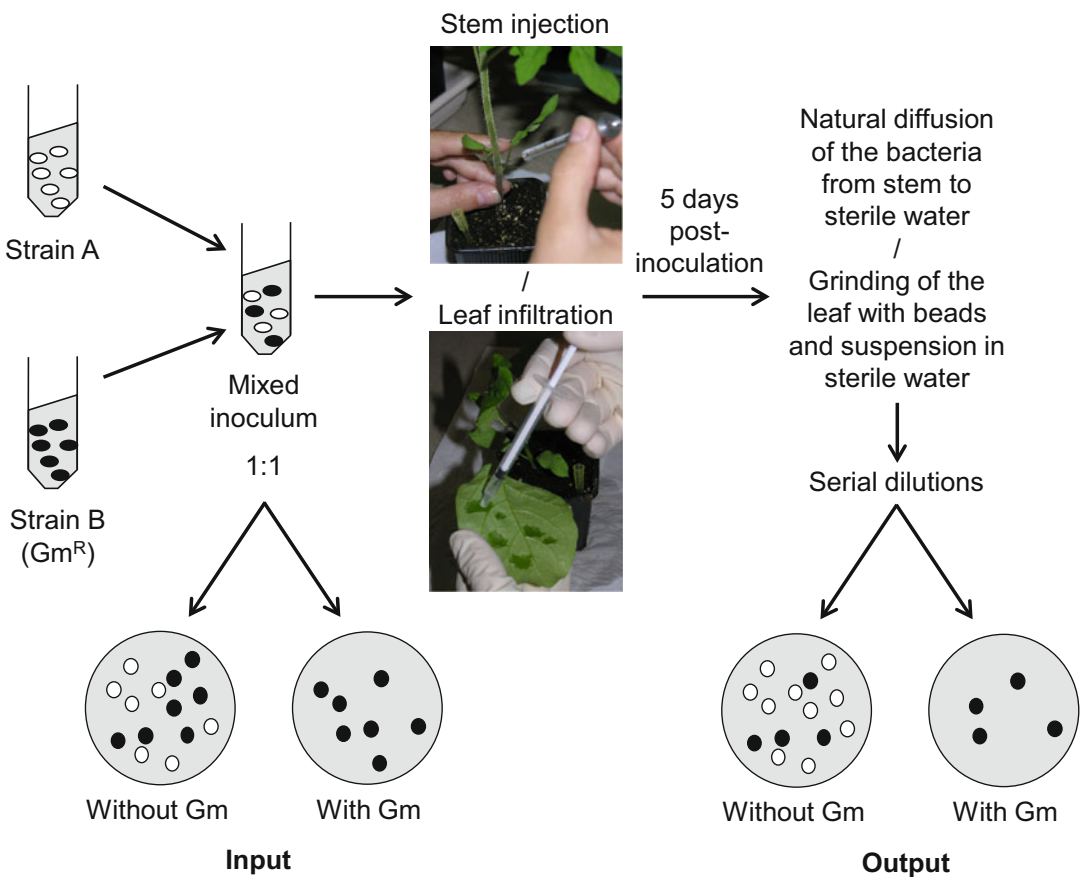 Stem injection
Strain A
Strain B
(GmR)
Mixed
inoculum
1:1
/
Leaf infiltration
5 days
post-
inoculation
Natural diffusion
of the bacteria
from stem to
sterile water
/
Grinding of the
leaf with beads
and suspension in
sterile water
Serial dilutions
Without Gm
With Gm
Input
Without Gm
With Gm
Output